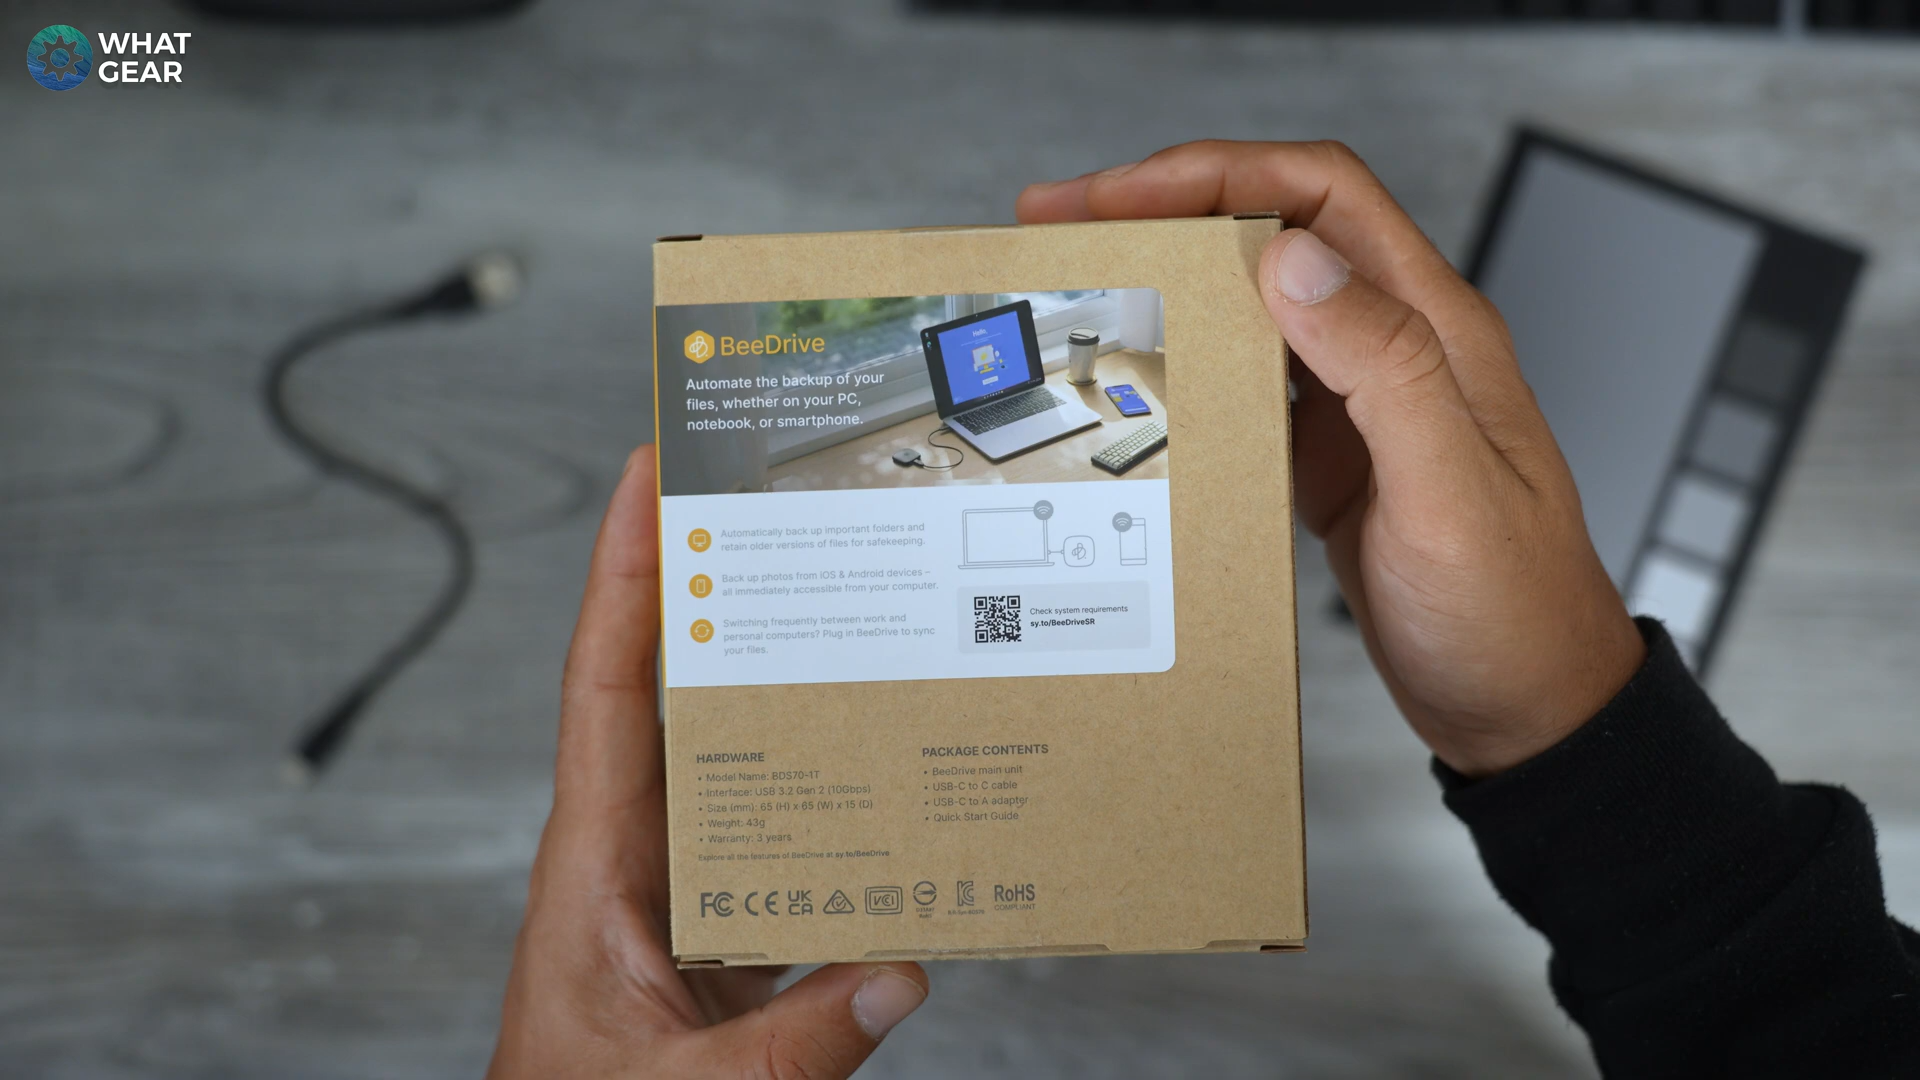 WHAT
GEAR
BeeDrive
Automate the backup of your
files, whether on your PC,
notebook, or smartphone.
Hello.
Automatically back up important folders and
retain older versions of files for safekeeping.
Back up photos from iOS & Android devices –
all immediately accessible from your computer.
Switching frequently between work and
personal computers? Plug in BeeDrive to sync
your files.
Check system requirements
sy.to/BeeDriveSR
HARDWARE
• Model Name: BDS70-1T
• Interface: USB 3.2 Gen 2 (10Gbps)
• Size (mm): 65 (H) x 65 (W) x 15 (D)
• Weight: 43g
• Warranty: 3 years
Explore all the features of BeeDrive at sy.to/BeeDrive
PACKAGE CONTENTS
• BeeDrive main unit
• USB-C to C cable
• USB-C to A adapter
• Quick Start Guide
FC CE UK
CA
VCI
RoHS
COMPLIANT